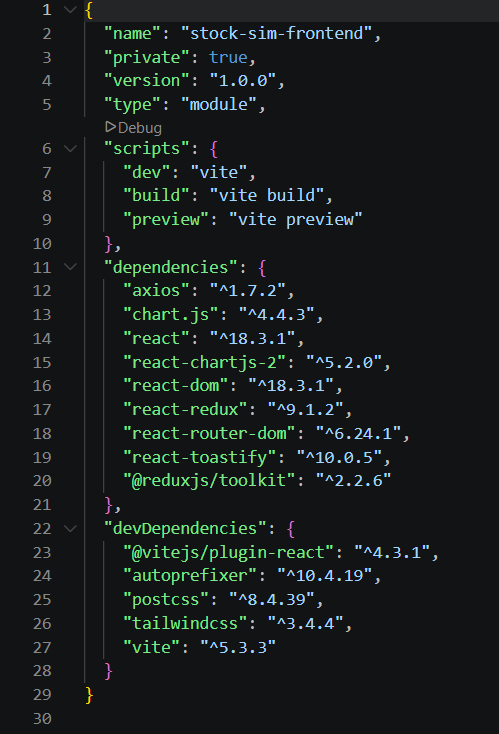 1 {
2 "name": "stock-sim-frontend",
3 "private": true,
4 "version": "1.0.0",
5 "type": "module",
Debug
6 "scripts": {
7 "dev": "vite",
8 "build": "vite build",
9 "preview": "vite preview"
10 },
11 "dependencies": {
12 "axios": "^1.7.2",
13 "chart.js": "^4.4.3",
14 "react": "^18.3.1",
15 "react-chartjs-2": "^5.2.0",
16 "react-dom": "^18.3.1",
17 "react-redux": "^9.1.2",
18 "react-router-dom": "^6.24.1",
19 "react-toastify": "^10.0.5",
20 "@reduxjs/toolkit": "^2.2.6"
21 },
22 "devDependencies": {
23 "@vitejs/plugin-react": "^4.3.1",
24 "autoprefixer": "^10.4.19",
25 "postcss": "^8.4.39",
26 "tailwindcss": "^3.4.4",
27 "vite": "^5.3.3"
28 }
29 }
30